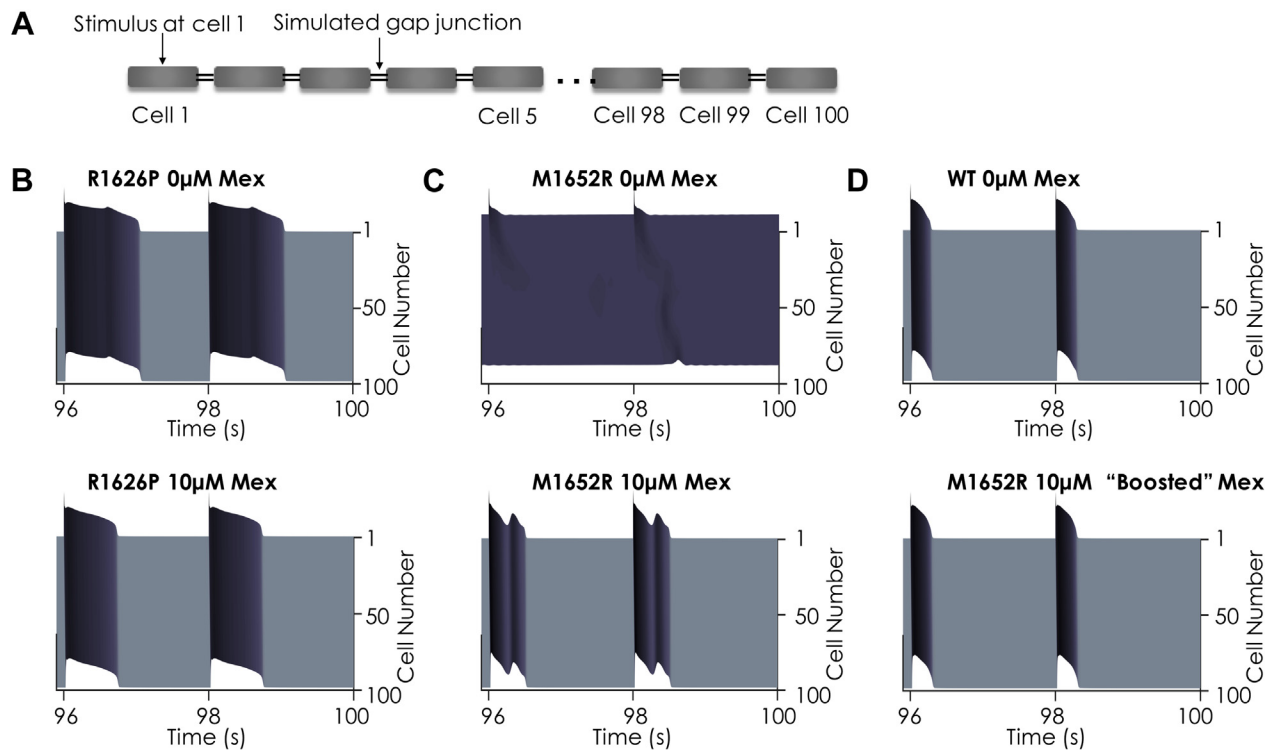 A
Stimulus at cell 1
Simulated gap junction
...
Cell 1
Cell 5
Cell 98
Cell 99
Cell 100
B
R1626P 0µM Mex
1
50
100
Cell Number
96
98
100
Time (s)
C
M1652R 0µM Mex
1
50
100
Cell Number
96
98
100
Time (s)
D
WT 0µM Mex
1
50
100
Cell Number
96
98
100
Time (s)
R1626P 10µM Mex
1
50
100
Cell Number
96
98
100
Time (s)
M1652R 10µM Mex
1
50
100
Cell Number
96
98
100
Time (s)
M1652R 10µM “Boosted” Mex
1
50
100
Cell Number
96
98
100
Time (s)